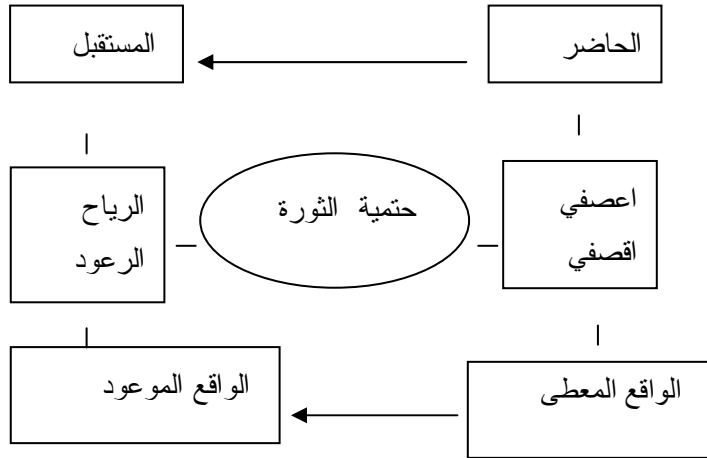 الحاضر
المستقبل
اعصفي
اقصفي
حتمية الثورة
الرياح
الرعود
الواقع المعطى
الواقع الموعود